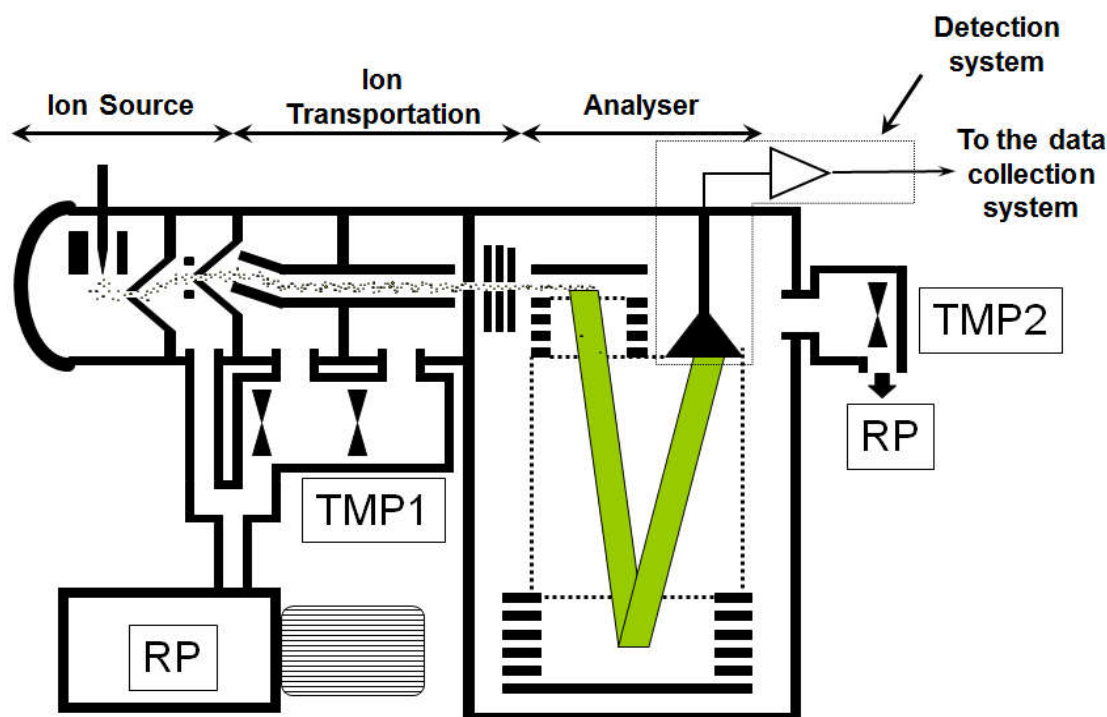 Detection
system
Ion
Transportation
Ion Source
Analyser
To the data
collection
system
TMP2
RP
TMP1
RP